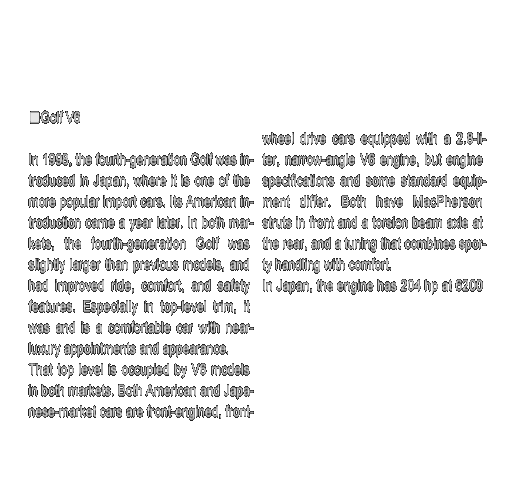 ■Golf V6
In 1998, the fourth-generation Golf was in-
troduced in Japan, where it is one of the
more popular import cars. Its American in-
troduction came a year later. In both mar-
kets, the fourth-generation Golf was
slightly larger than previous models, and
had improved ride, comfort, and safety
features. Especially in top-level trim, it
was and is a comfortable car with near-
luxury appointments and appearance.
That top level is occupied by V6 models
in both markets. Both American and Japa-
nese-market cars are front-engined, front-
wheel drive cars equipped with a 2.8-li-
ter, narrow-angle V6 engine, but engine
specifications and some standard equip-
ment differ. Both have MacPherson
struts in front and a torsion beam axle at
the rear, and a tuning that combines spor-
ty handling with comfort.
In Japan, the engine has 204 hp at 6200